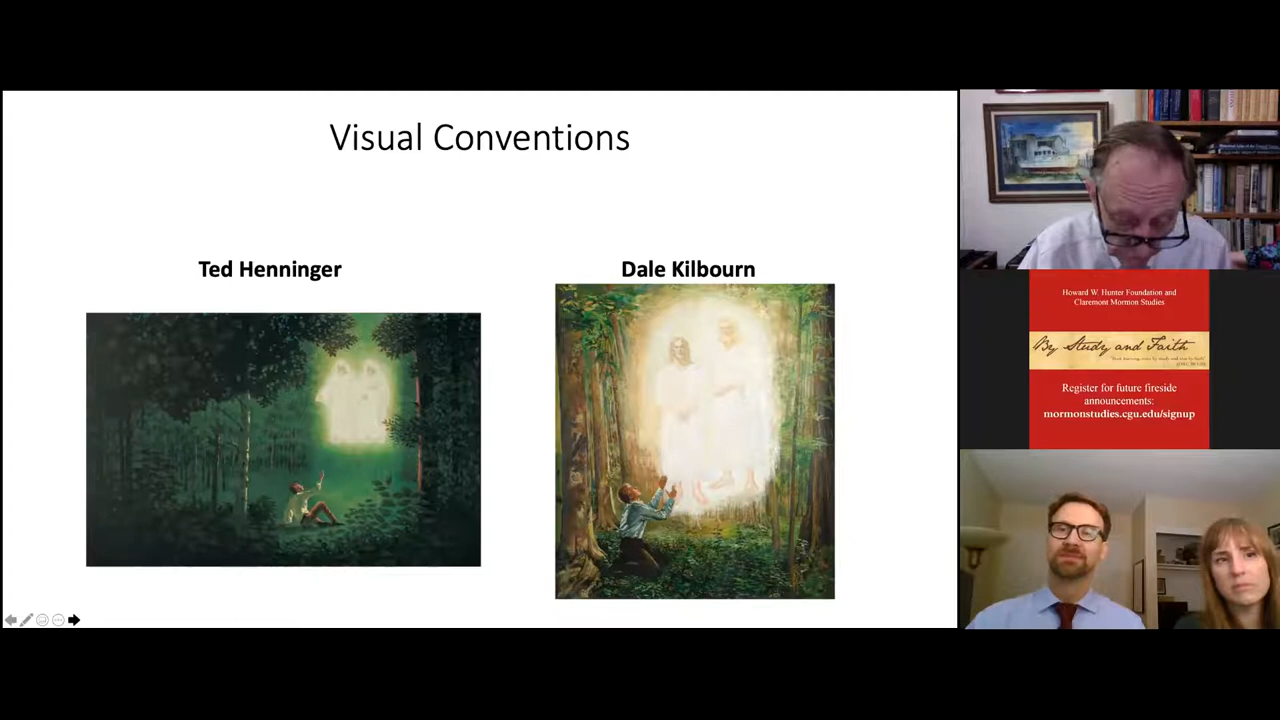 Visual Conventions
Ted Henninger
Dale Kilbourn
Howard W. Hunter Foundation and
Claremont Mormon Studies
By Study and Faith
Register for future fireside
announcements:
mormonstudies.cgu.edu/signup